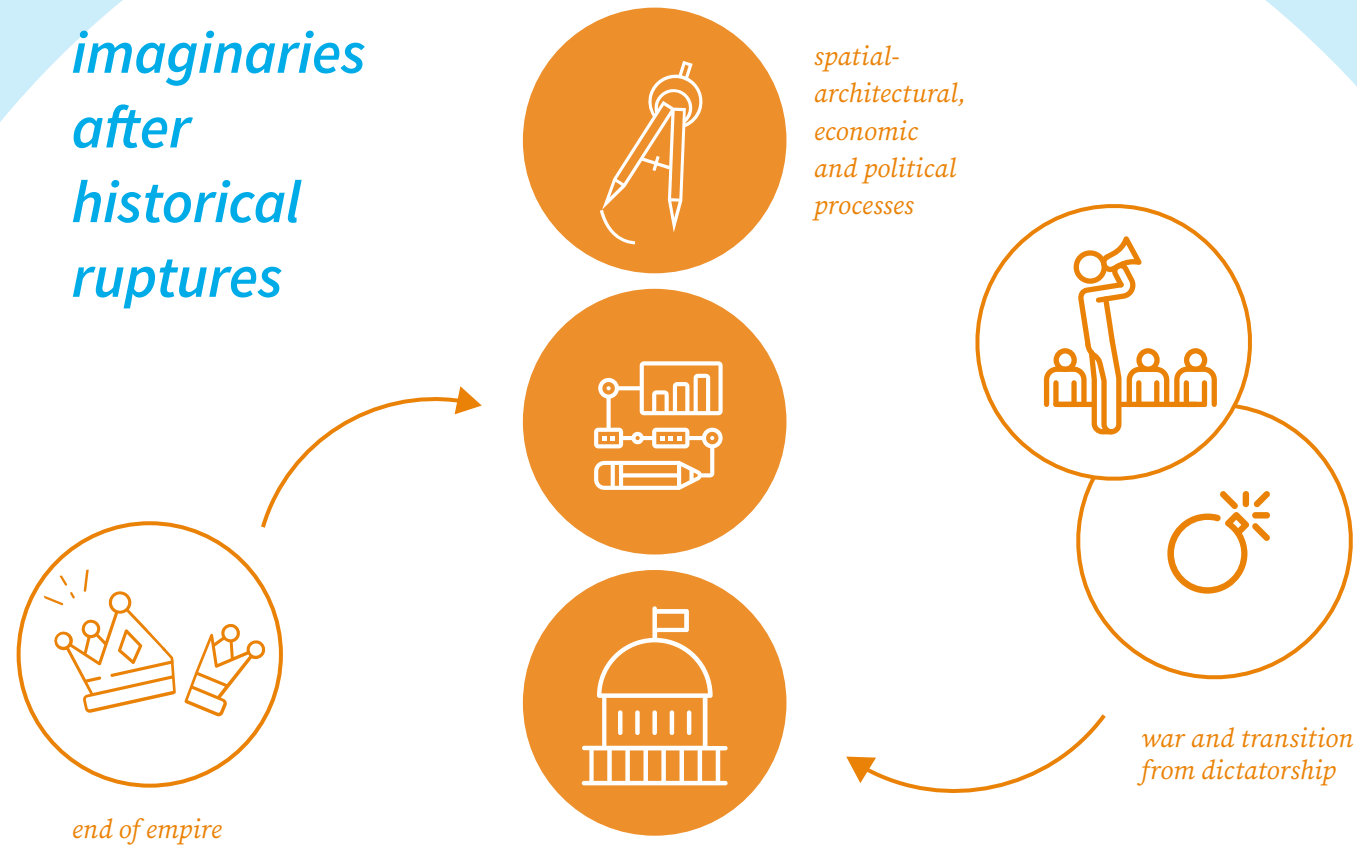 imaginaries
after
historical
ruptures
spatial-
architectural,
economic
and political
processes
war and transition
from dictatorship
end of empire